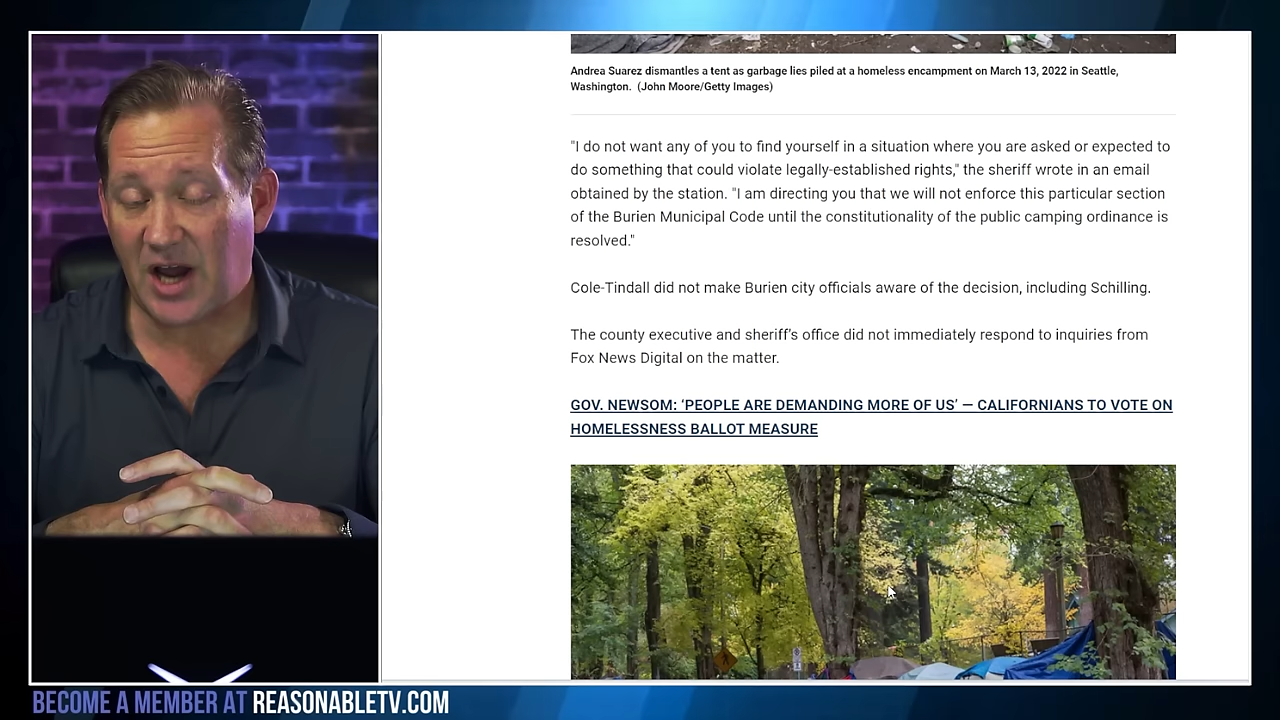 Andrea Suarez dismantles a tent as garbage lies piled at a homeless encampment on March 13, 2022 in Seattle,
Washington.  (John Moore/Getty Images)
"I do not want any of you to find yourself in a situation where you are asked or expected to
do something that could violate legally-established rights," the sheriff wrote in an email
obtained by the station. "I am directing you that we will not enforce this particular section
of the Burien Municipal Code until the constitutionality of the public camping ordinance is
resolved."
Cole-Tindall did not make Burien city officials aware of the decision, including Schilling.
The county executive and sheriff's office did not immediately respond to inquiries from
Fox News Digital on the matter.
GOV. NEWSOM: ‘PEOPLE ARE DEMANDING MORE OF US’ — CALIFORNIANS TO VOTE ON
HOMELESSNESS BALLOT MEASURE
BECOME A MEMBER AT REASONABLETV.COM